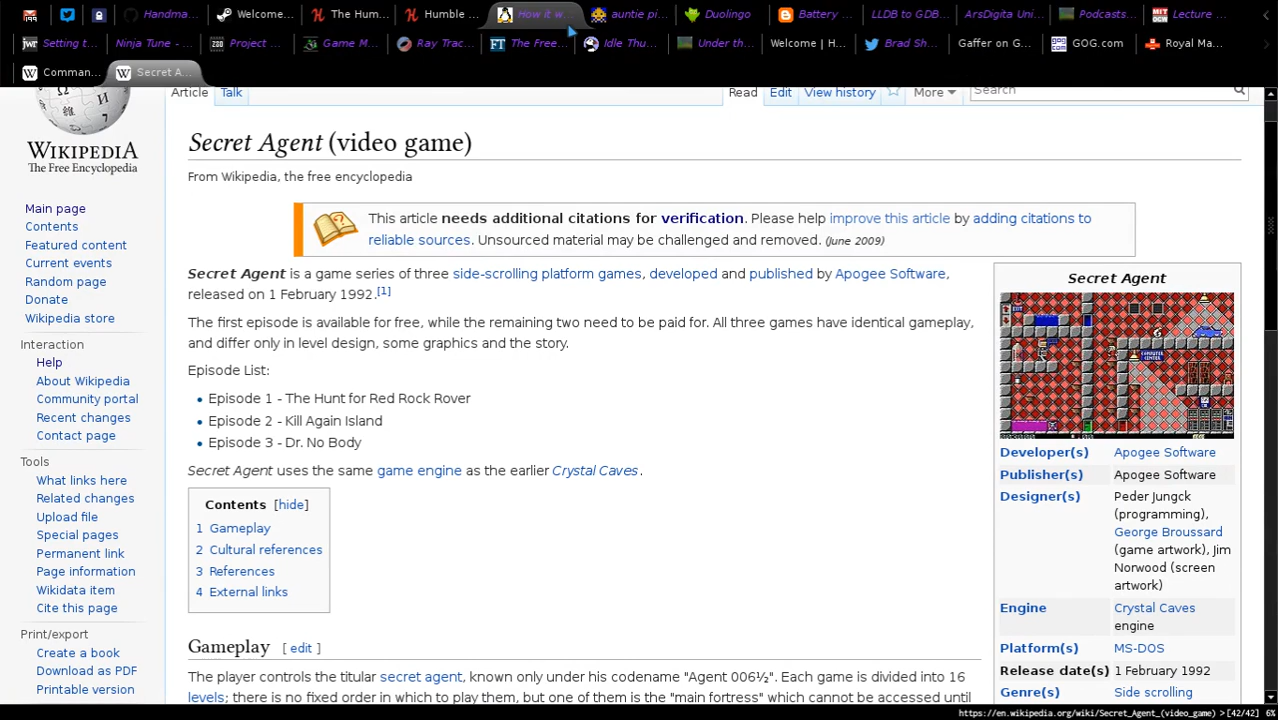 Handma... Welcome... The Hum... Humble ... How it w... auntie pi... Duolingo Battery ... LLDB to GDB... ArsDigita Uni... Podcasts... Lecture ...
Setting t... Ninja Tune - ... Project ... Game M... Ray Trac... The Free... Idle Thu... Under th... Welcome | H... Brad Sh... Gaffer on G... GOG.com Royal Ma...
Comman... Secret A...
Article Talk Read Edit View history More Search
WIKIPEDIA
The Free Encyclopedia
Main page
Contents
Featured content
Current events
Random page
Donate
Wikipedia store
Interaction
Help
About Wikipedia
Community portal
Recent changes
Contact page
Tools
What links here
Related changes
Upload file
Special pages
Permanent link
Page information
Wikidata item
Cite this page
Print/export
Create a book
Download as PDF
Printable version
Secret Agent (video game)
From Wikipedia, the free encyclopedia
This article needs additional citations for verification. Please help improve this article by adding citations to
reliable sources. Unsourced material may be challenged and removed. (June 2009)
Secret Agent is a game series of three side-scrolling platform games, developed and published by Apogee Software,
released on 1 February 1992.[1]
The first episode is available for free, while the remaining two need to be paid for. All three games have identical gameplay,
and differ only in level design, some graphics and the story.
Episode List:
• Episode 1 - The Hunt for Red Rock Rover
• Episode 2 - Kill Again Island
• Episode 3 - Dr. No Body
Secret Agent uses the same game engine as the earlier Crystal Caves.
Contents [hide]
1 Gameplay
2 Cultural references
3 References
4 External links
Gameplay [ edit ]
The player controls the titular secret agent, known only under his codename "Agent 006½". Each game is divided into 16
levels; there is no fixed order in which to play them, but one of them is the "main fortress" which cannot be accessed until
Secret Agent
COMPUTER
CENTER
Developer(s) Apogee Software
Publisher(s) Apogee Software
Designer(s) Peder Jungck
(programming),
George Broussard
(game artwork), Jim
Norwood (screen
artwork)
Engine Crystal Caves
engine
Platform(s) MS-DOS
Release date(s) 1 February 1992
Genre(s) Side scrolling
https://en.wikipedia.org/wiki/Secret_Agent_(video_game) > [42/42] 6%